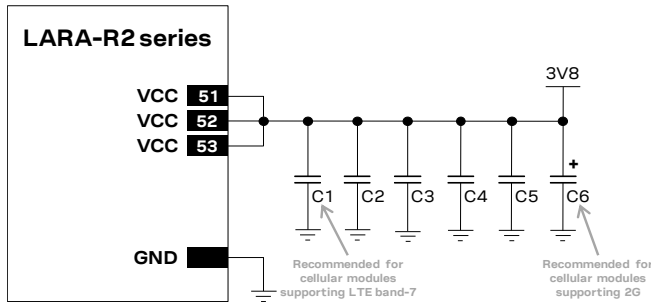 LARA-R2 series
3V8
VCC 51
VCC 52
VCC 53
+
C1 C2 C3 C4 C5 C6
GND
Recommended for
cellular modules
supporting LTE band-7
Recommended for
cellular modules
supporting 2G